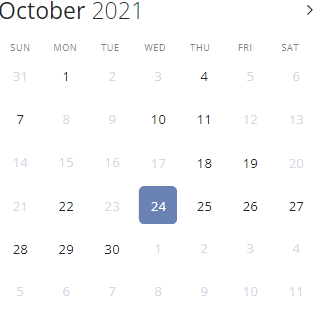 October 2021
SUN MON TUE WED THU FRI SAT
31 1 2 3 4 5 6
7 8 9 10 11 12 13
14 15 16 17 18 19 20
21 22 23 24 25 26 27
28 29 30 1 2 3 4
5 6 7 8 9 10 11